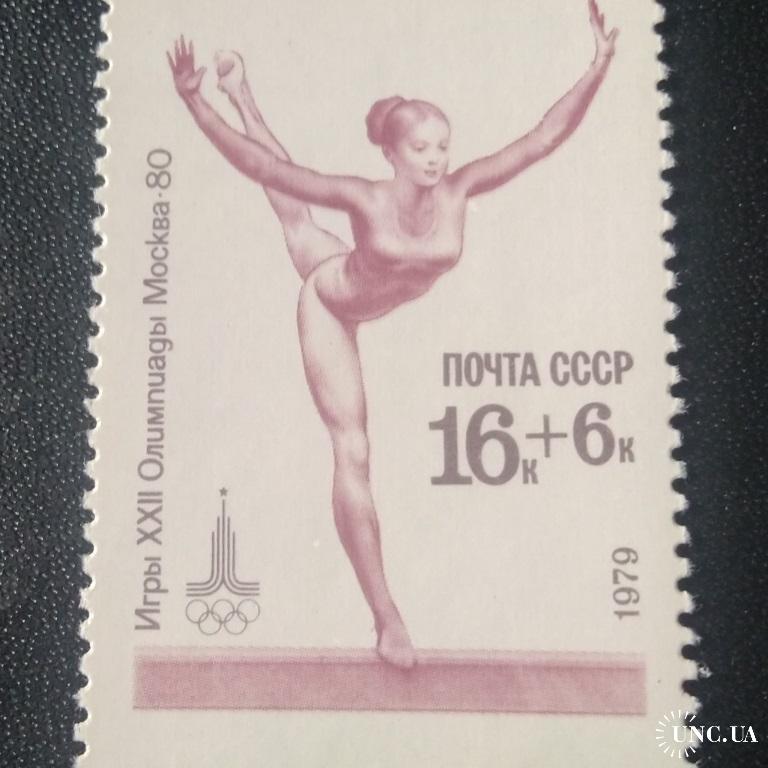 Игры XXII Олимпиады Москва·80
ПОЧТА СССР
16к+6к
1979
UNC.UA